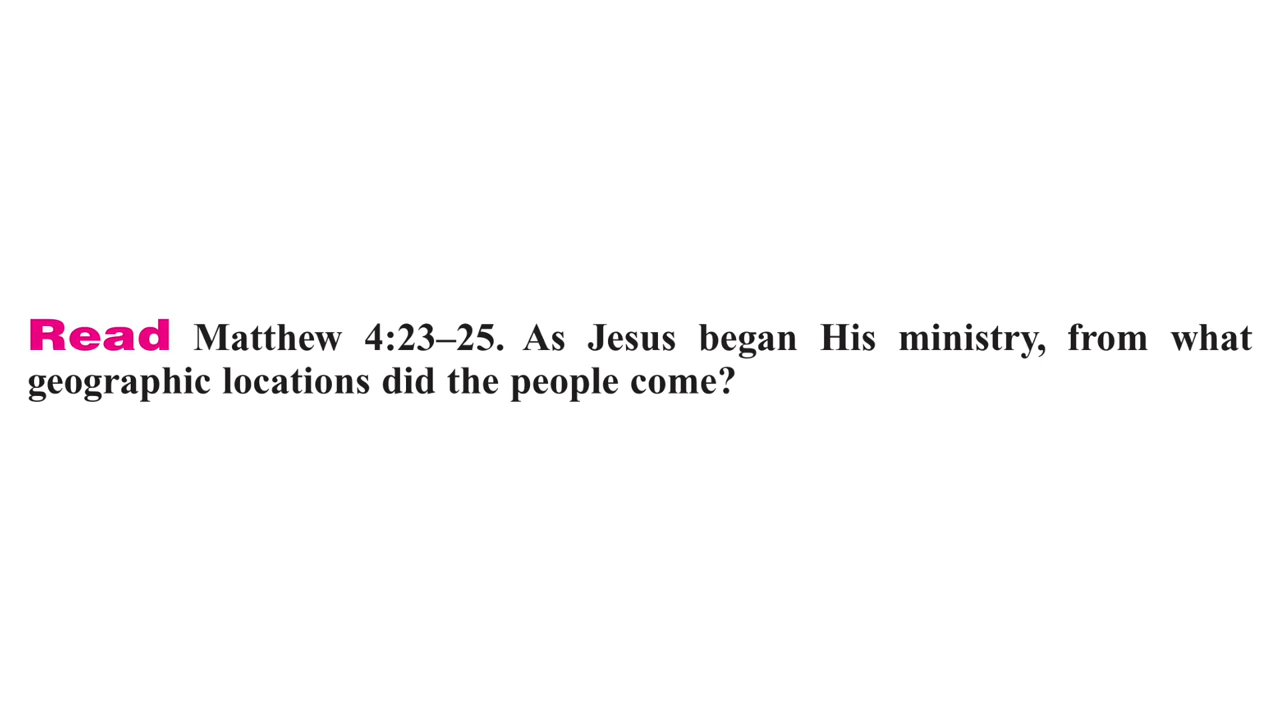 Read Matthew 4:23–25. As Jesus began His ministry, from what
geographic locations did the people come?